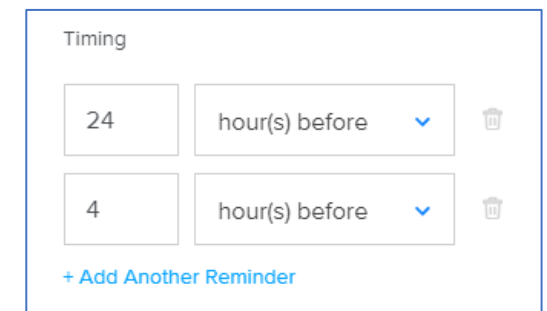 Timing
24 hour(s) before
4 hour(s) before
+ Add Another Reminder